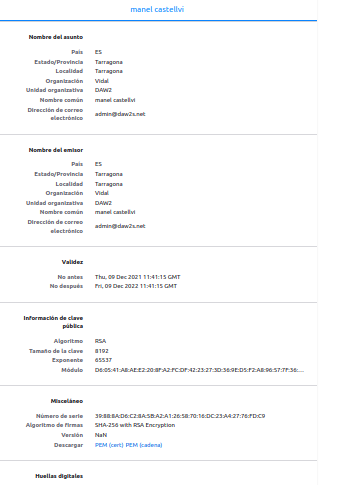 manel castellvi
Nombre del asunto
País ES
Estado/Provincia Tarragona
Localidad Tarragona
Organización Vidal
Unidad organizativa DAW2
Nombre común manel castellvi
Dirección de correo
electrónico admin@daw2s.net
Nombre del emisor
País ES
Estado/Provincia Tarragona
Localidad Tarragona
Organización Vidal
Unidad organizativa DAW2
Nombre común manel castellvi
Dirección de correo
electrónico admin@daw2s.net
Validez
No antes Thu, 09 Dec 2021 11:41:15 GMT
No después Fri, 09 Dec 2022 11:41:15 GMT
Información de clave
pública
Algoritmo RSA
Tamaño de la clave 8192
Exponente 65537
Módulo D6:05:41:A8:AE:E2:20:8F:A2:FC:DF:42:23:27:3D:36:9E:D5:F2:A8:96:57:7F:36:...
Misceláneo
Número de serie 39:88:8A:D6:C2:8A:5B:A2:A1:26:58:70:16:DC:23:A4:27:76:FD:C9
Algoritmo de firmas SHA-256 with RSA Encryption
Versión NaN
Descargar PEM (cert) PEM (cadena)
Huellas digitales